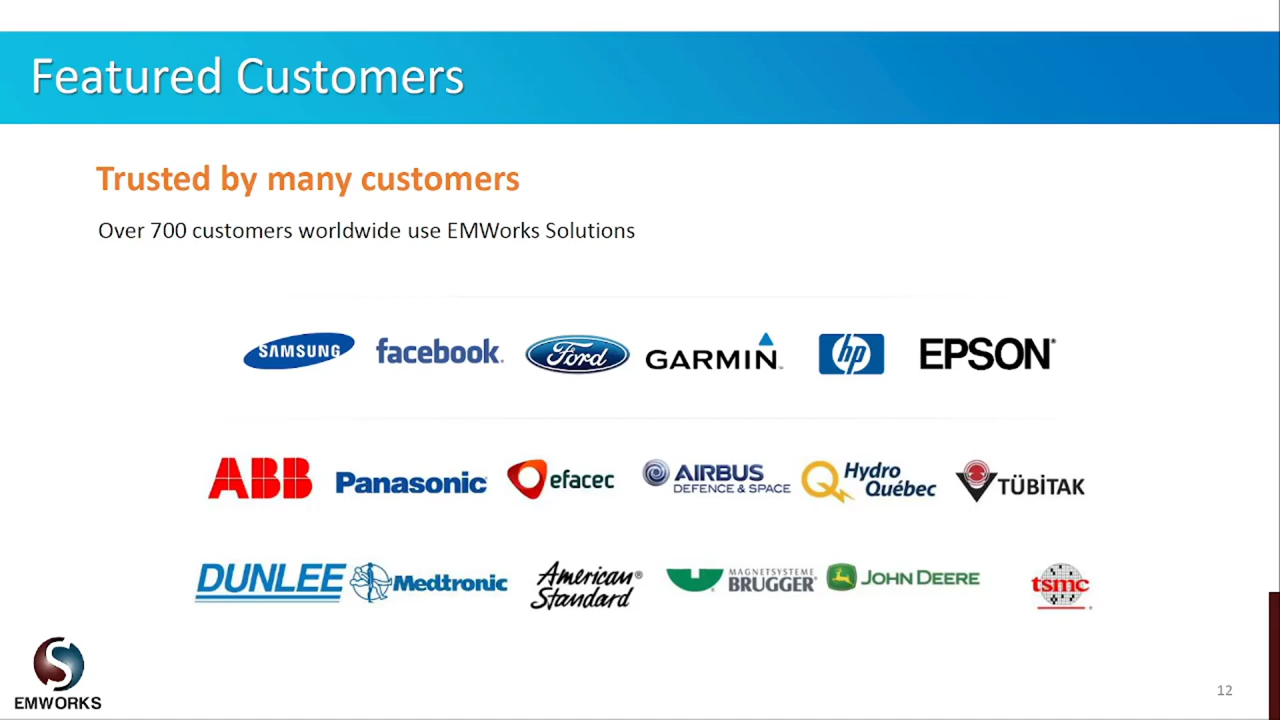 Featured Customers
Trusted by many customers
Over 700 customers worldwide use EMWorks Solutions
SAMSUNG facebook® Ford GARMIN™ hp EPSON®
ABB Panasonic efacec AIRBUS DEFENCE & SPACE Hydro Québec TÜBİTAK
DUNLEE Medtronic American Standard® MAGNETSYSTEME BRUGGER® JOHN DEERE tsmc®
EMWORKS
12